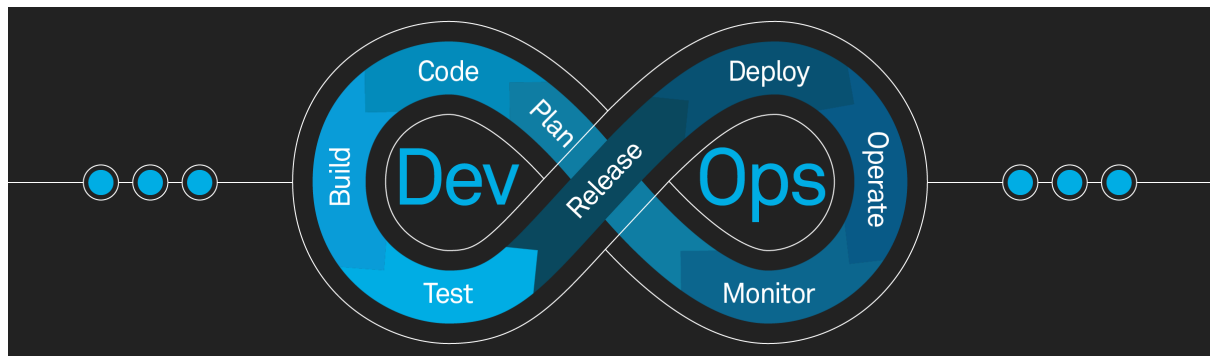 Code
Deploy
Plan
Build
Dev
Release
Ops
Operate
Test
Monitor